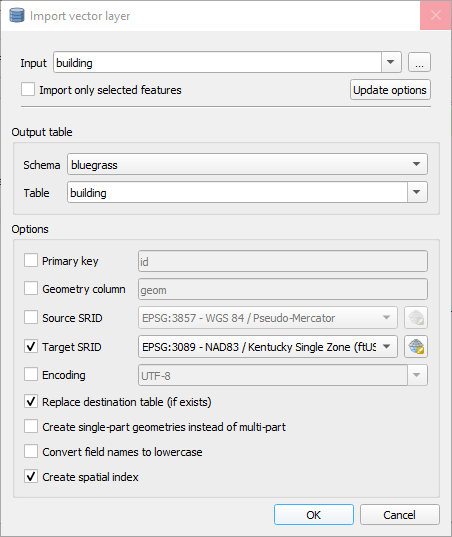 Import vector layer
Input building ...
Import only selected features Update options
Output table
Schema bluegrass
Table building
Options
Primary key id
Geometry column geom
Source SRID EPSG:3857 - WGS 84 / Pseudo-Mercator
Target SRID EPSG:3089 - NAD83 / Kentucky Single Zone (ftUS
Encoding UTF-8
Replace destination table (if exists)
Create single-part geometries instead of multi-part
Convert field names to lowercase
Create spatial index
OK Cancel